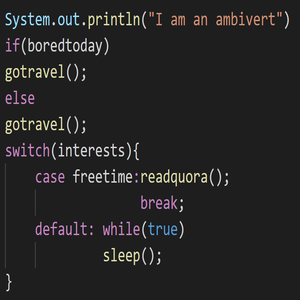 System.out.println("I am an ambivert")
if(boredtoday)
gotravel();
else
gotravel();
switch(interests){
case freetime:readquora();
break;
default: while(true)
sleep();
}